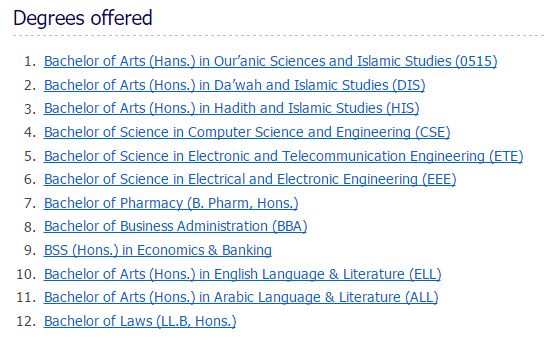 Degrees offered
1. Bachelor of Arts (Hans.) in Our'anic Sciences and Islamic Studies (0515)
2. Bachelor of Arts (Hons.) in Da'wah and Islamic Studies (DIS)
3. Bachelor of Arts (Hons.) in Hadith and Islamic Studies (HIS)
4. Bachelor of Science in Computer Science and Engineering (CSE)
5. Bachelor of Science in Electronic and Telecommunication Engineering (ETE)
6. Bachelor of Science in Electrical and Electronic Engineering (EEE)
7. Bachelor of Pharmacy (B. Pharm, Hons.)
8. Bachelor of Business Administration (BBA)
9. BSS (Hons.) in Economics & Banking
10. Bachelor of Arts (Hons.) in English Language & Literature (ELL)
11. Bachelor of Arts (Hons.) in Arabic Language & Literature (ALL)
12. Bachelor of Laws (LL.B, Hons.)